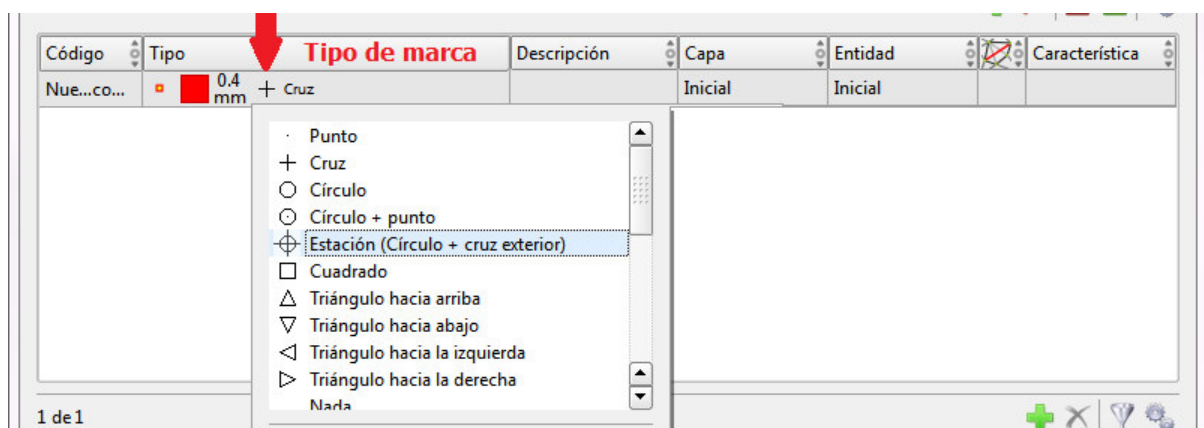 Código Tipo Tipo de marca Descripción Capa Entidad Característica
Nue...co... 0.4 mm Cruz Inicial Inicial
Punto
Cruz
Círculo
Círculo + punto
Estación (Círculo + cruz exterior)
Cuadrado
Triángulo hacia arriba
Triángulo hacia abajo
Triángulo hacia la izquierda
Triángulo hacia la derecha
Nada
1 de 1